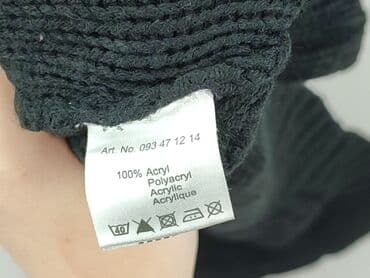 Art. No. 093 47 12 14
100% Acryl
Polyacryl
Acrylic
Acrylique
40